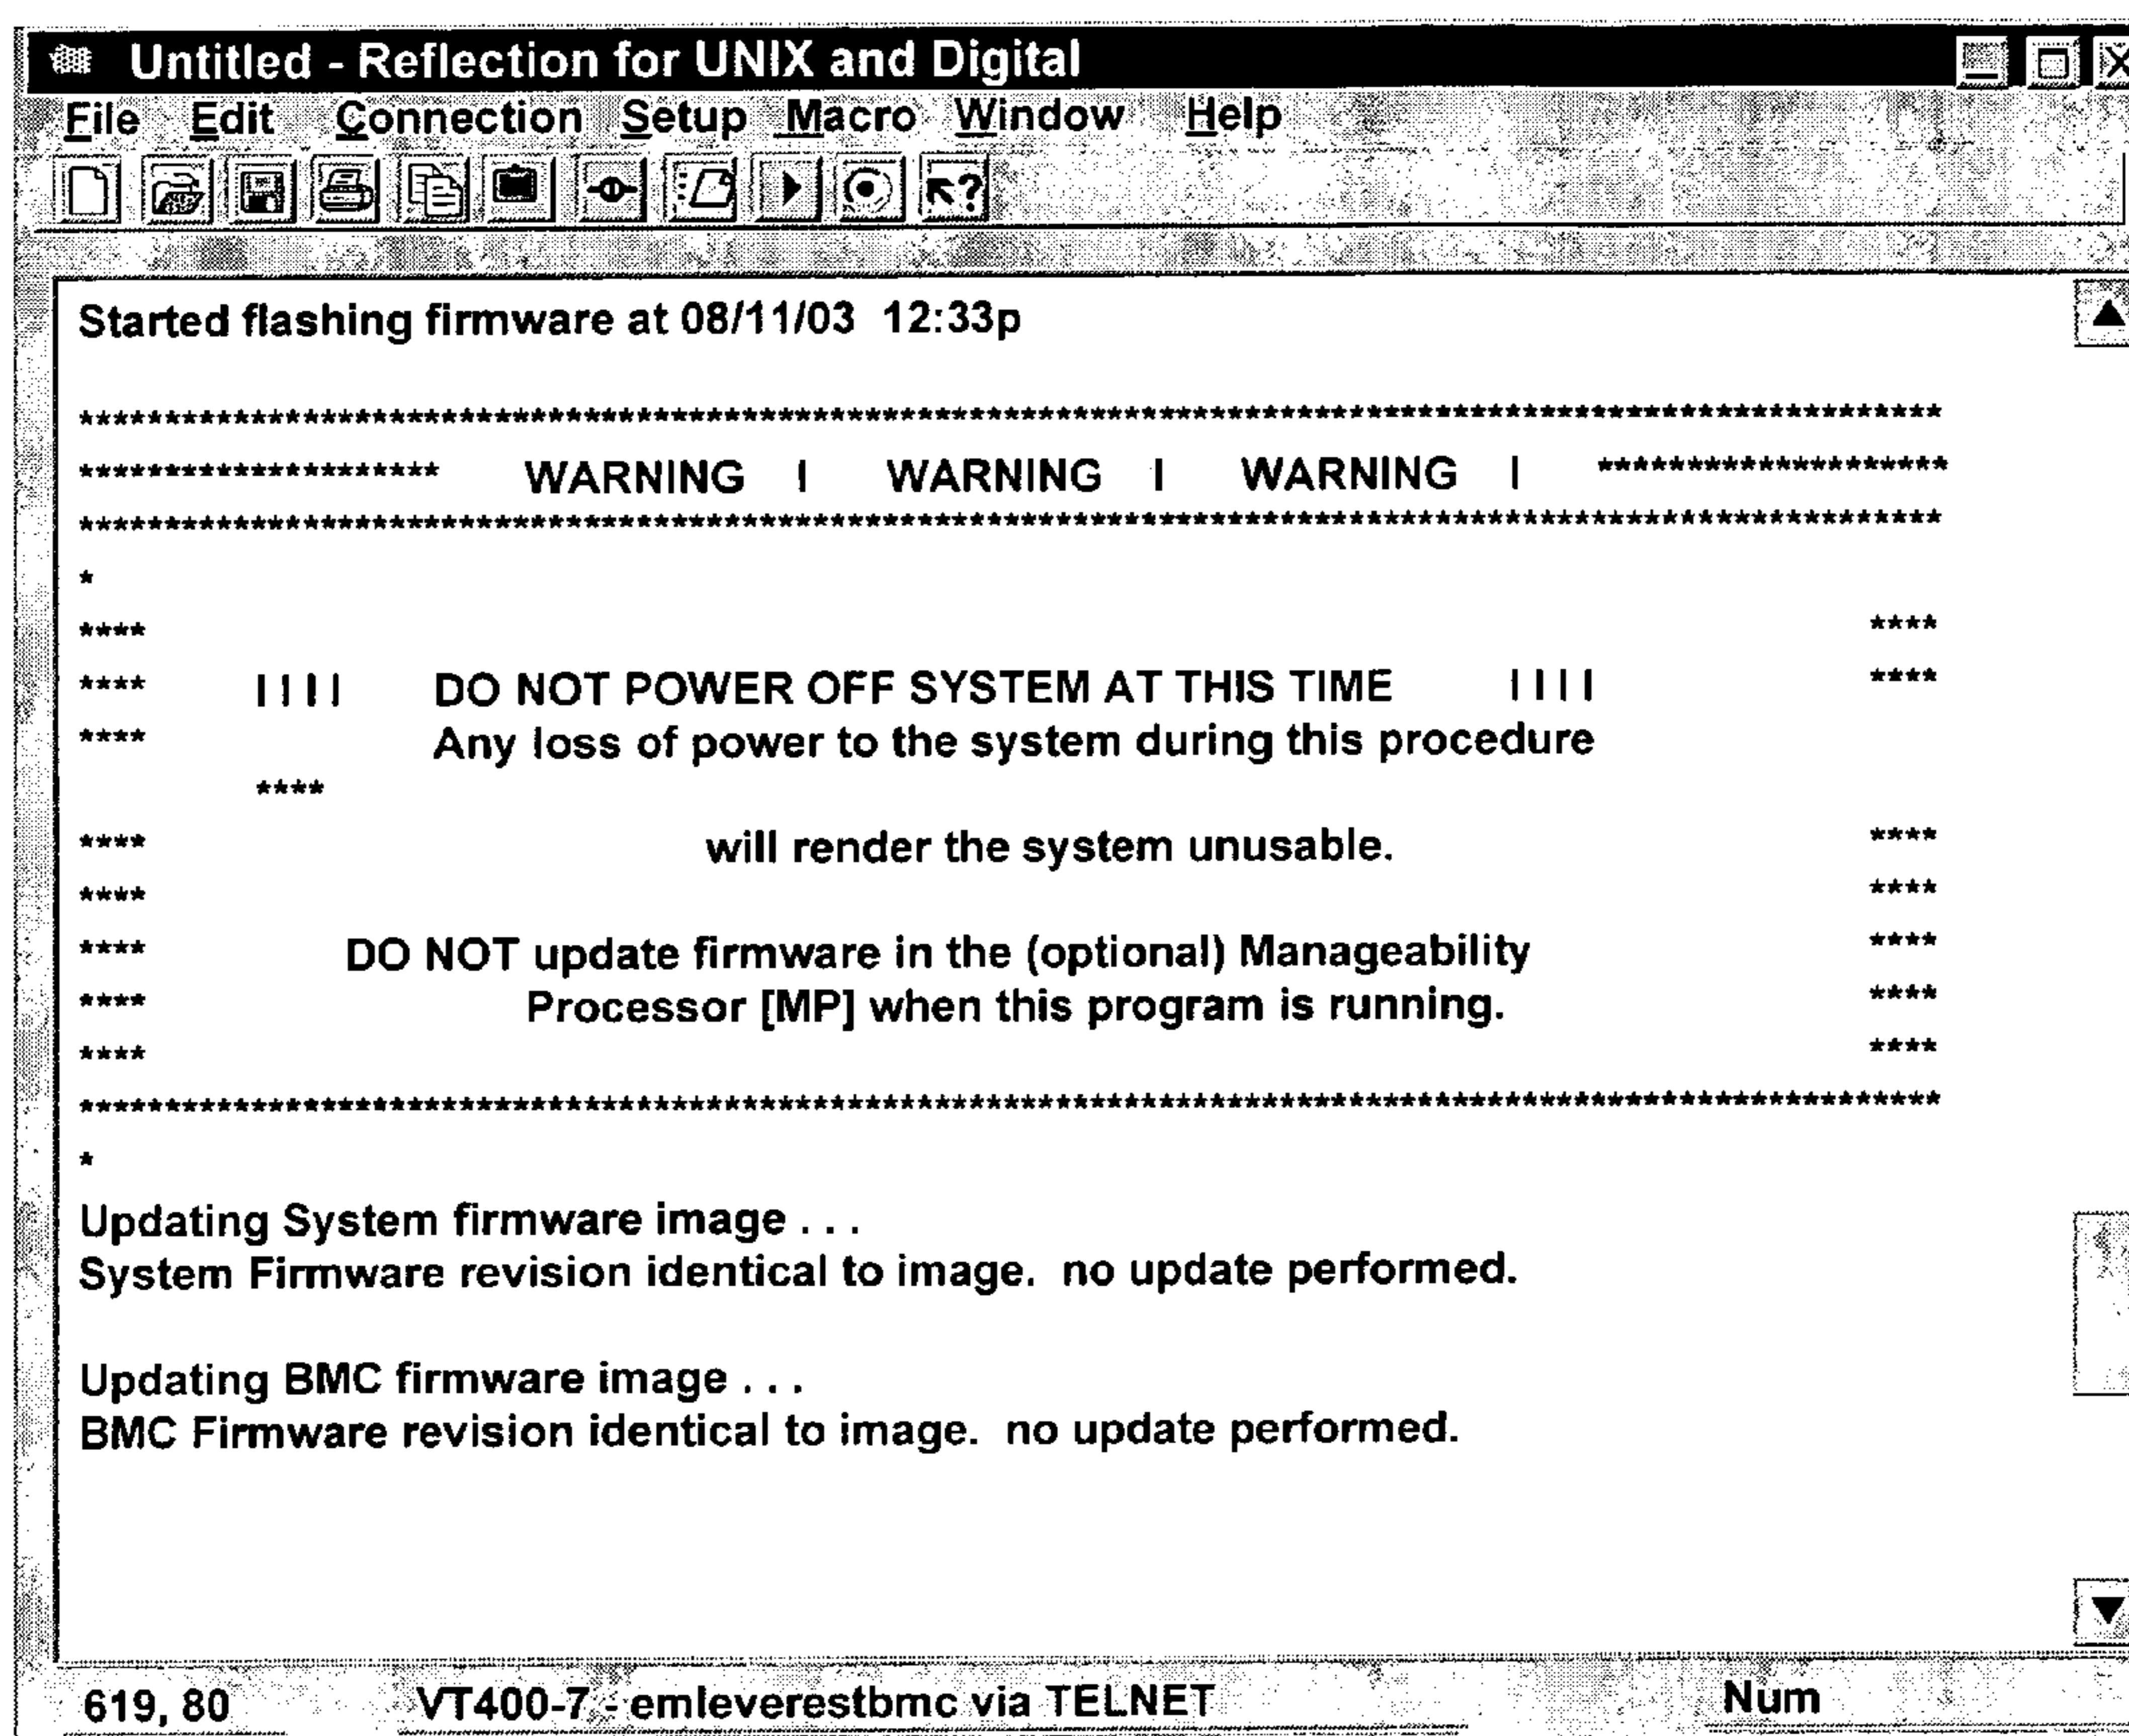 Untitled - Reflection for UNIX and Digital
File Edit Connection Setup Macro Window Help
Started flashing firmware at 08/11/03 12:33p
*********************************************************************************************************
********************* WARNING | WARNING | WARNING | ********************
*********************************************************************************************************
*
**** ****
**** |||| DO NOT POWER OFF SYSTEM AT THIS TIME |||| ****
**** Any loss of power to the system during this procedure
****
**** will render the system unusable. ****
**** ****
**** DO NOT update firmware in the (optional) Manageability ****
**** Processor [MP] when this program is running. ****
**** ****
*********************************************************************************************************
*
Updating System firmware image . . .
System Firmware revision identical to image. no update performed.
Updating BMC firmware image . . .
BMC Firmware revision identical to image. no update performed.
619, 80 VT400-7 - emleverestbmc via TELNET Num